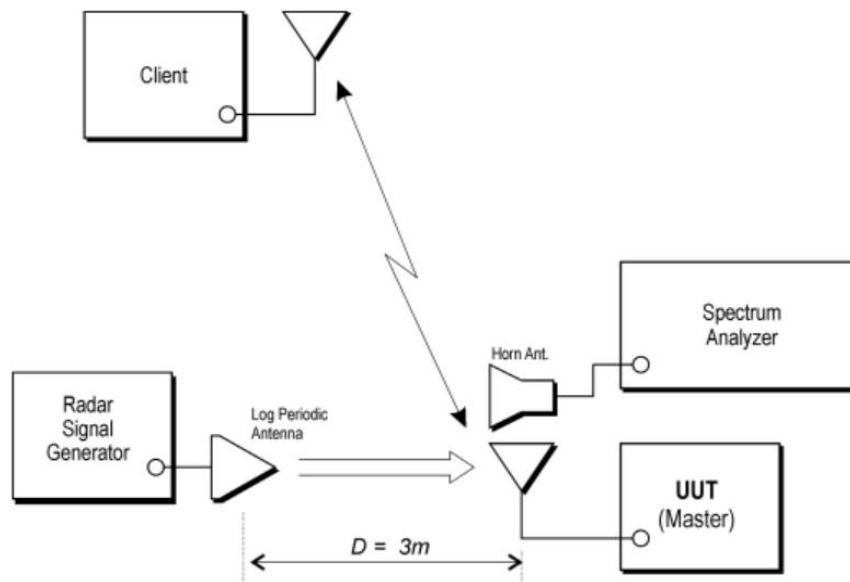 Client
Spectrum
Analyzer
Horn Ant.
Radar
Signal
Generator
Log Periodic
Antenna
UUT
(Master)
D = 3m